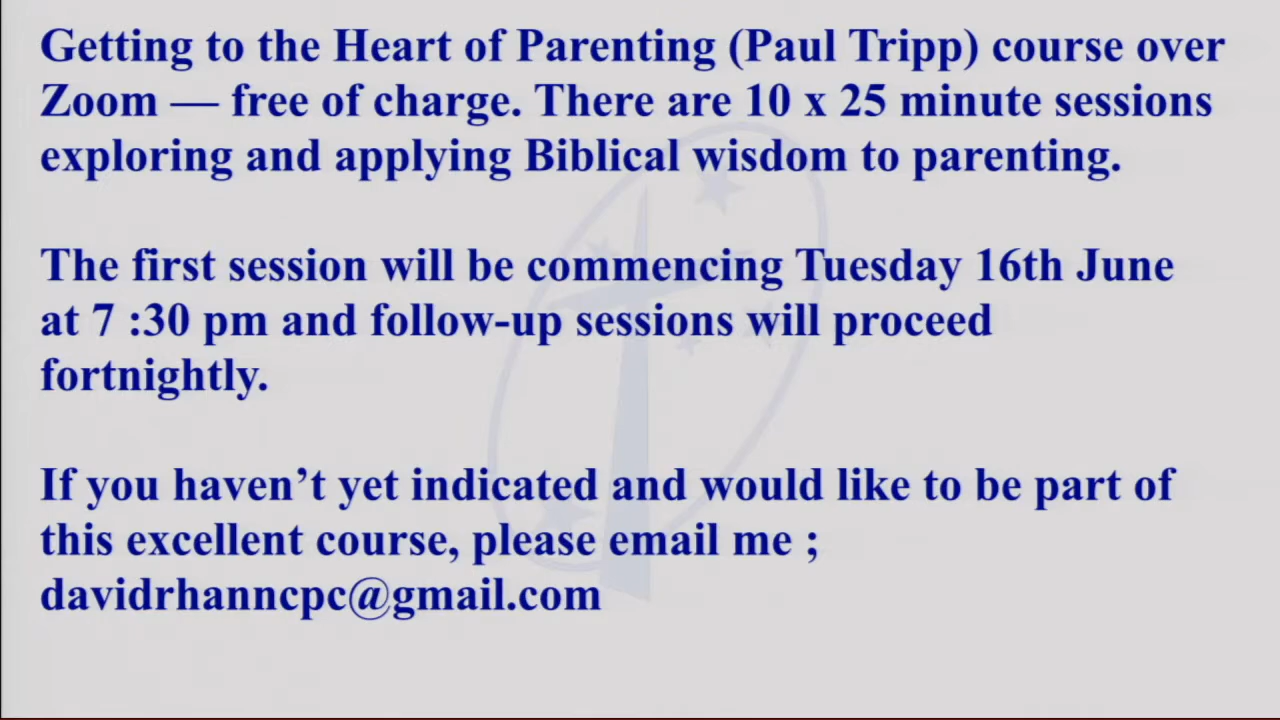 Getting to the Heart of Parenting (Paul Tripp) course over
Zoom — free of charge. There are 10 x 25 minute sessions
exploring and applying Biblical wisdom to parenting.
The first session will be commencing Tuesday 16th June
at 7 :30 pm and follow-up sessions will proceed
fortnightly.
If you haven’t yet indicated and would like to be part of
this excellent course, please email me ;
davidrhanncpc@gmail.com